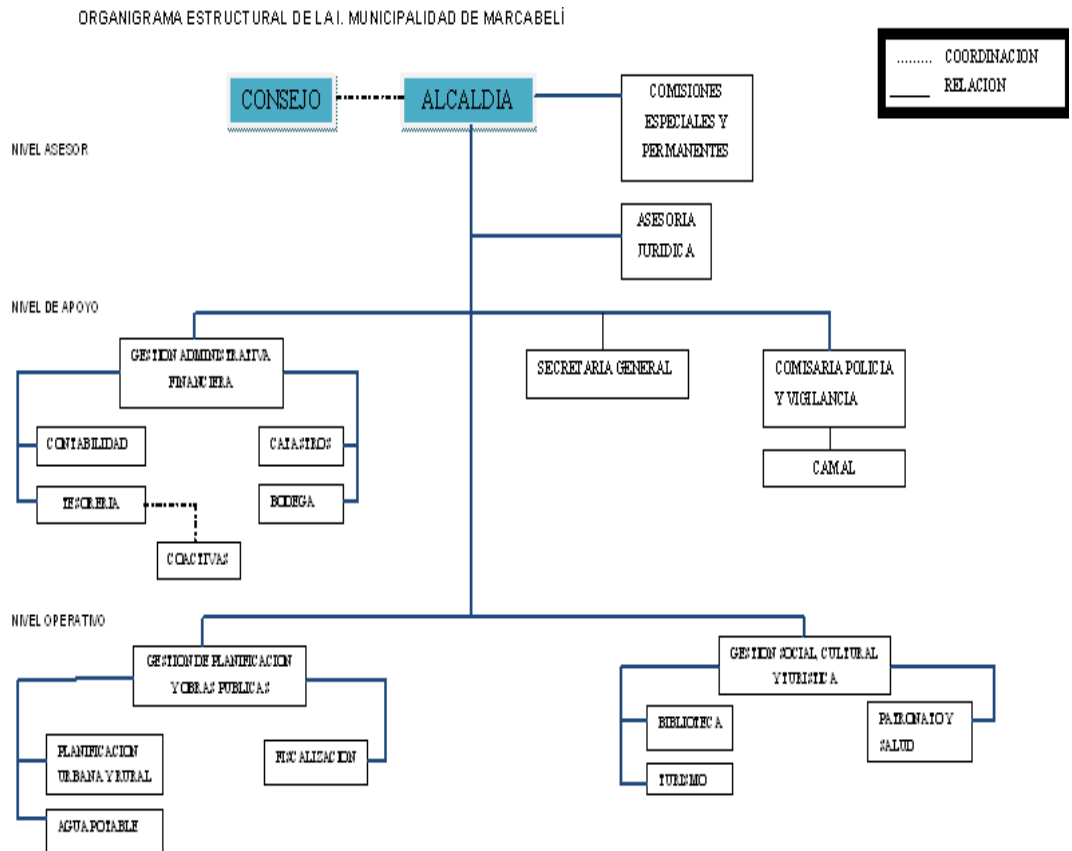 ORGANIGRAMA ESTRUCTURAL DE LA I. MUNICIPALIDAD DE MARCABELÍ
......... COORDINACION
_____ RELACION
CONSEJO
ALCALDIA
COMISIONES
ESPECIALES Y
PERMANENTES
NIVEL ASESOR
ASESORIA
JURIDICA
NIVEL DE APOYO
GESTION ADMINISTRATIVA
FINANCIERA
SECRETARIA GENERAL
COMISARIA POLICIA
Y VIGILANCIA
CONTABILIDAD
CATASTROS
CAMAL
TESORERIA
BODEGA
COACTIVAS
NIVEL OPERATIVO
GESTION DE PLANIFICACION
Y OBRAS PUBLICAS
GESTION SOCIAL, CULTURAL
Y TURISTICA
BIBLIOTECA
PATRONATO Y
SALUD
PLANIFICACION
URBANA Y RURAL
FISCALIZACION
TURISMO
AGUA POTABLE